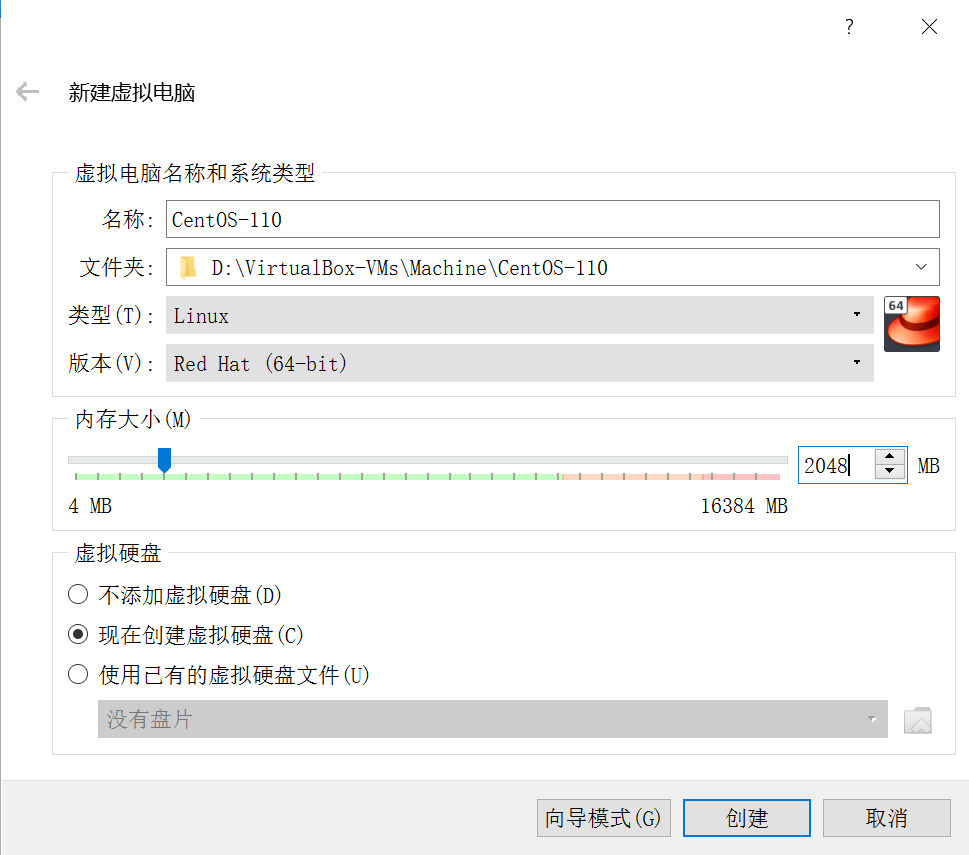 ?
新建虚拟电脑
虚拟电脑名称和系统类型
名称: CentOS-110
文件夹: D:\VirtualBox-VMs\Machine\CentOS-110
类型(T): Linux
64
版本(V): Red Hat (64-bit)
内存大小(M)
2048 MB
4 MB 16384 MB
虚拟硬盘
不添加虚拟硬盘(D)
现在创建虚拟硬盘(C)
使用已有的虚拟硬盘文件(U)
没有盘片
向导模式(G) 创建 取消